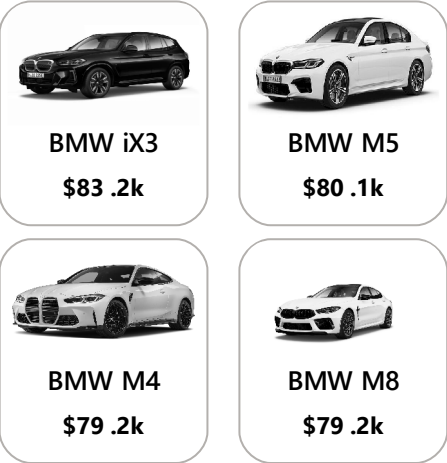 BMW iX3
$83 .2k
BMW M5
$80 .1k
BMW M4
$79 .2k
BMW M8
$79 .2k